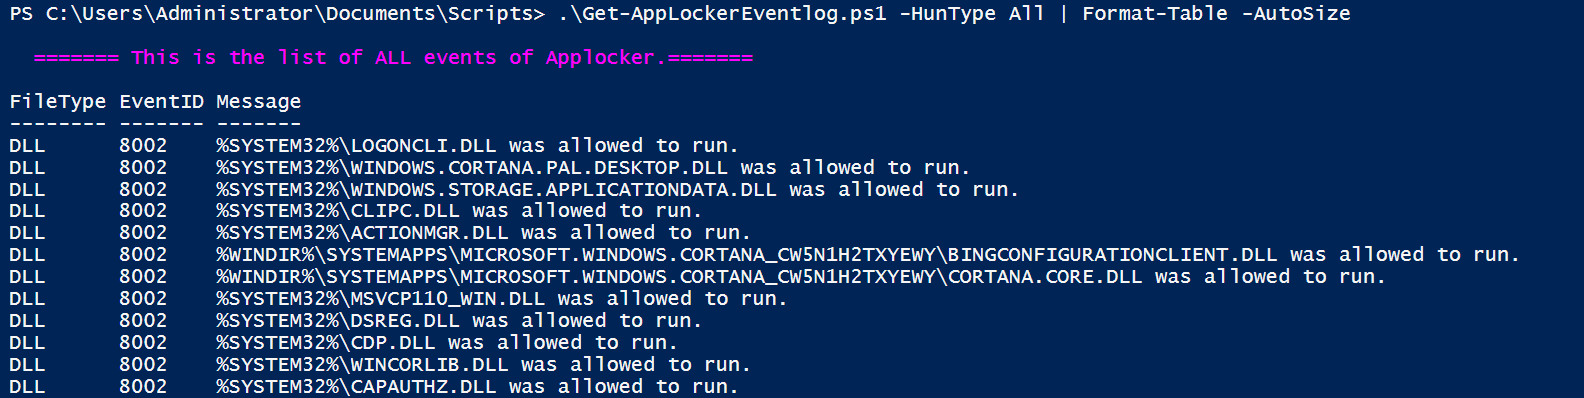 PS C:\Users\Administrator\Documents\Scripts> .\Get-AppLockerEventlog.ps1 -HunType All | Format-Table -AutoSize
======= This is the list of ALL events of Applocker.=======
FileType EventID Message
-------- ------- -------
DLL 8002 %SYSTEM32%\LOGONCLI.DLL was allowed to run.
DLL 8002 %SYSTEM32%\WINDOWS.CORTANA.PAL.DESKTOP.DLL was allowed to run.
DLL 8002 %SYSTEM32%\WINDOWS.STORAGE.APPLICATIONDATA.DLL was allowed to run.
DLL 8002 %SYSTEM32%\CLIPC.DLL was allowed to run.
DLL 8002 %SYSTEM32%\ACTIONMGR.DLL was allowed to run.
DLL 8002 %WINDIR%\SYSTEMAPPS\MICROSOFT.WINDOWS.CORTANA_CW5N1H2TXYEWY\BINGCONFIGURATIONCLIENT.DLL was allowed to run.
DLL 8002 %WINDIR%\SYSTEMAPPS\MICROSOFT.WINDOWS.CORTANA_CW5N1H2TXYEWY\CORTANA.CORE.DLL was allowed to run.
DLL 8002 %SYSTEM32%\MSVCP110_WIN.DLL was allowed to run.
DLL 8002 %SYSTEM32%\DSREG.DLL was allowed to run.
DLL 8002 %SYSTEM32%\CDP.DLL was allowed to run.
DLL 8002 %SYSTEM32%\WINCORLIB.DLL was allowed to run.
DLL 8002 %SYSTEM32%\CAPAUTHZ.DLL was allowed to run.